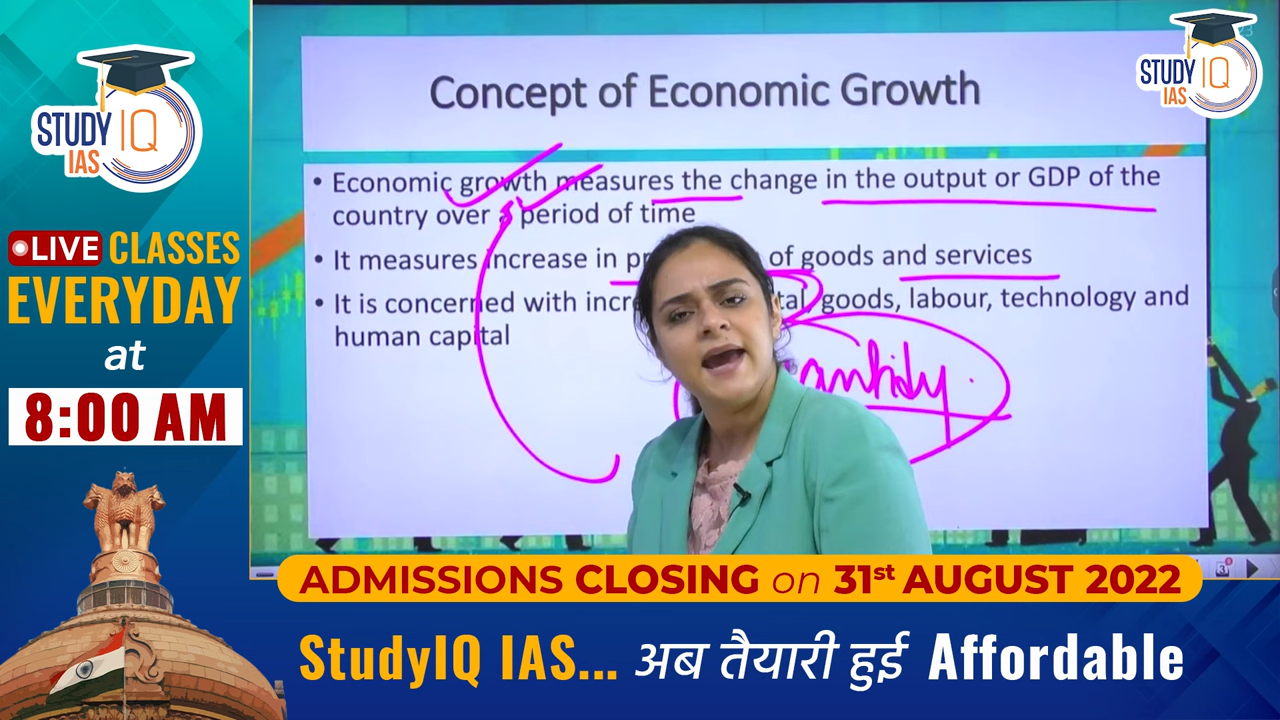 STUDY IQ
IAS
LIVE CLASSES
EVERYDAY
at
8:00 AM
STUDY IQ
IAS
Concept of Economic Growth
• Economic growth measures the change in the output or GDP of the
country over a period of time
• It measures increase in of goods and services
• It is concerned with goods, labour, technology and
human capital
ADMISSIONS CLOSING on 31st AUGUST 2022
StudyIQ IAS... अब तैयारी हुई Affordable